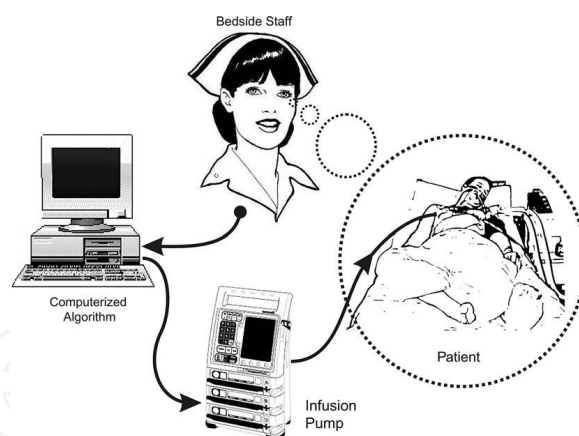 Bedside Staff
Computerized
Algorithm
Patient
Infusion
Pump